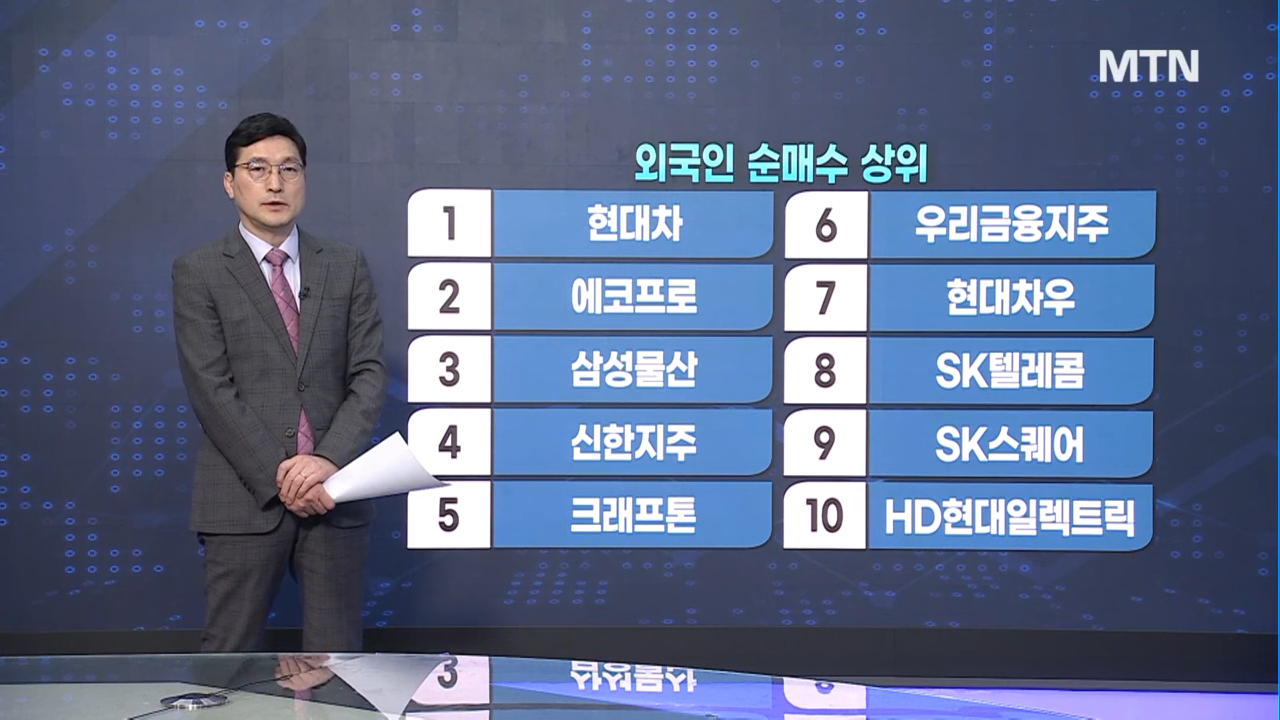 MTN
외국인 순매수 상위
1 현대차
2 에코프로
3 삼성물산
4 신한지주
5 크래프톤
6 우리금융지주
7 현대차우
8 SK텔레콤
9 SK스퀘어
10 HD현대일렉트릭